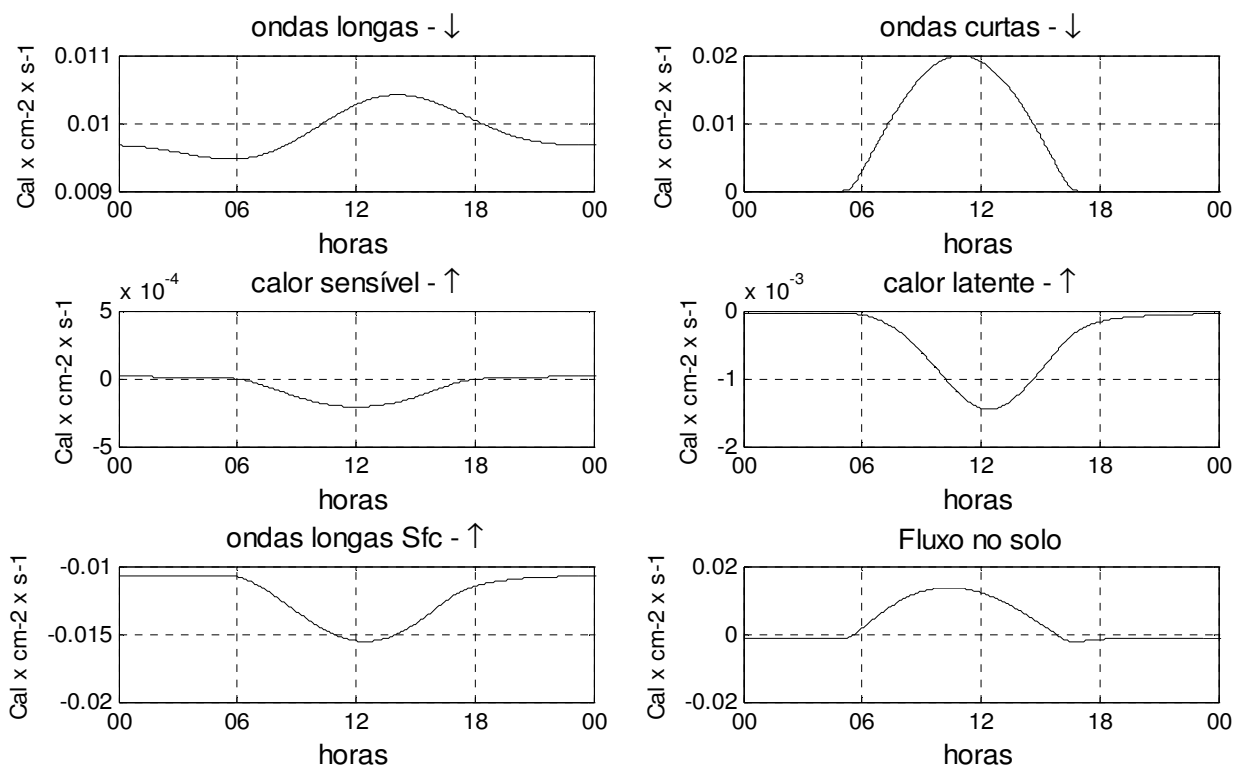 ondas longas - ↓
Cal x cm-2 x s-1
0.011
0.01
0.009
00 06 12 18 00
horas
ondas curtas - ↓
Cal x cm-2 x s-1
0.02
0.01
0
00 06 12 18 00
horas
calor sensível - ↑
x 10-4
Cal x cm-2 x s-1
5
0
-5
00 06 12 18 00
horas
calor latente - ↑
x 10-3
Cal x cm-2 x s-1
0
-1
-2
00 06 12 18 00
horas
ondas longas Sfc - ↑
Cal x cm-2 x s-1
-0.01
-0.015
-0.02
00 06 12 18 00
horas
Fluxo no solo
Cal x cm-2 x s-1
0.02
0
-0.02
00 06 12 18 00
horas